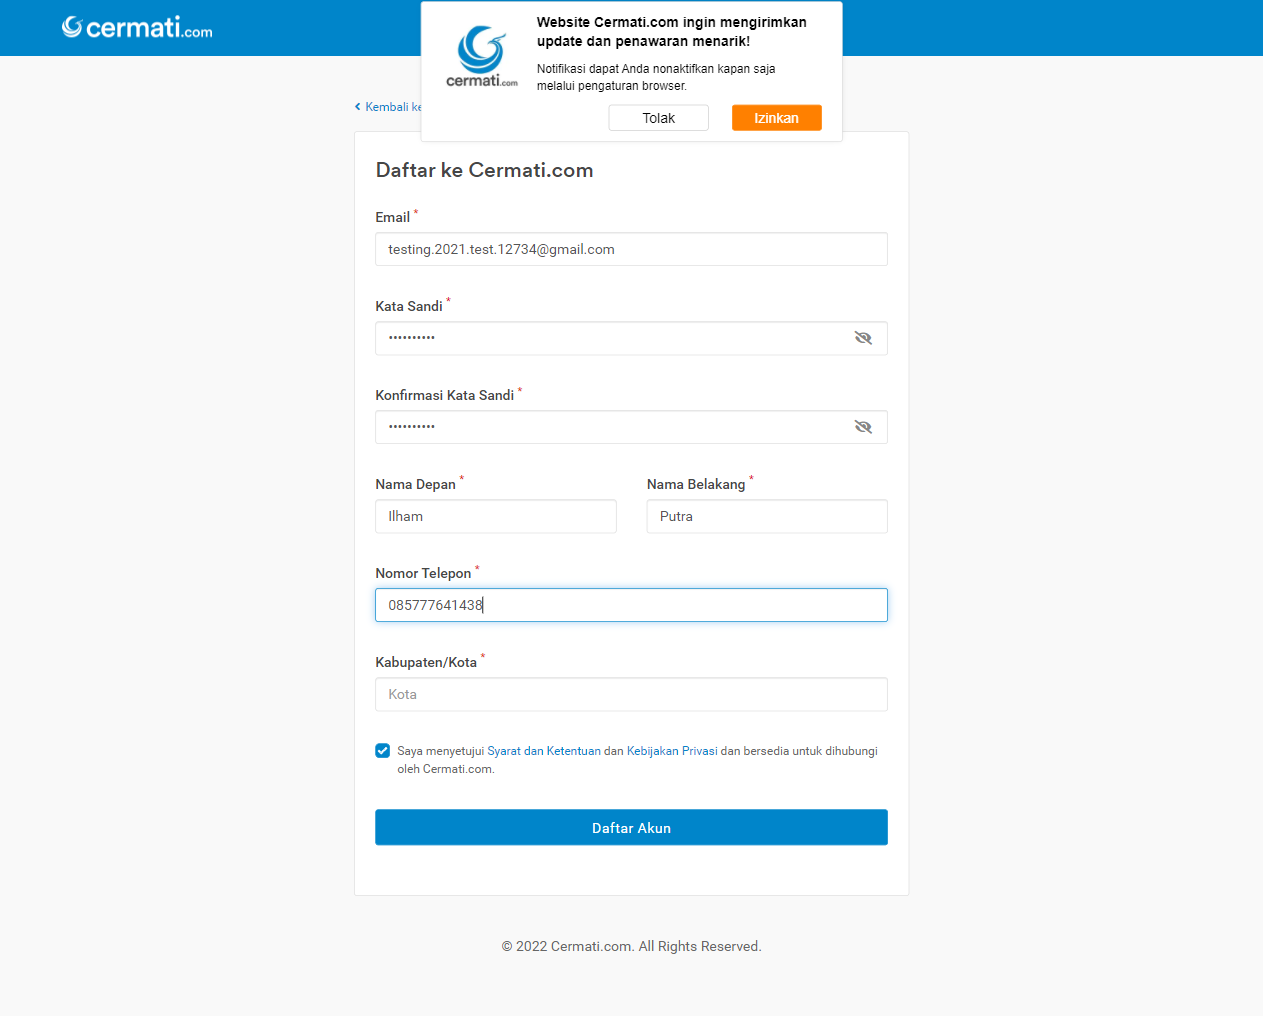 cermati.com
cermati.com
Website Cermati.com ingin mengirimkan
update dan penawaran menarik!
Notifikasi dapat Anda nonaktifkan kapan saja
melalui pengaturan browser.
Tolak
Izinkan
Kembali ke
Daftar ke Cermati.com
Email *
testing.2021.test.12734@gmail.com
Kata Sandi *
••••••••••
Konfirmasi Kata Sandi *
••••••••••
Nama Depan *
Nama Belakang *
Ilham
Putra
Nomor Telepon *
085777641438
Kabupaten/Kota *
Kota
Saya menyetujui Syarat dan Ketentuan dan Kebijakan Privasi dan bersedia untuk dihubungi
oleh Cermati.com.
Daftar Akun
© 2022 Cermati.com. All Rights Reserved.